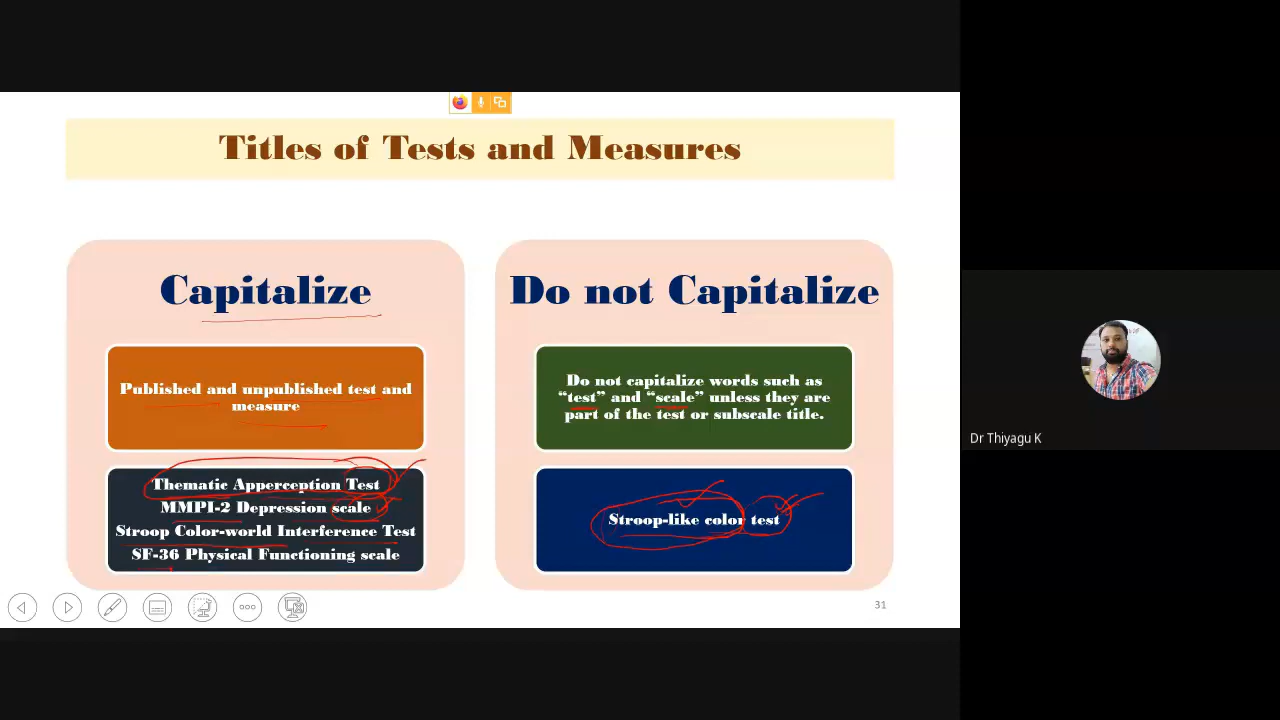 Titles of Tests and Measures
Capitalize
Published and unpublished test and
measure
Thematic Apperception Test
MMPI-2 Depression scale
Stroop Color-world Interference Test
SF-36 Physical Functioning scale
Do not Capitalize
Do not capitalize words such as
“test” and “scale” unless they are
part of the test or subscale title.
Stroop-like color test
31
Dr Thiyagu K